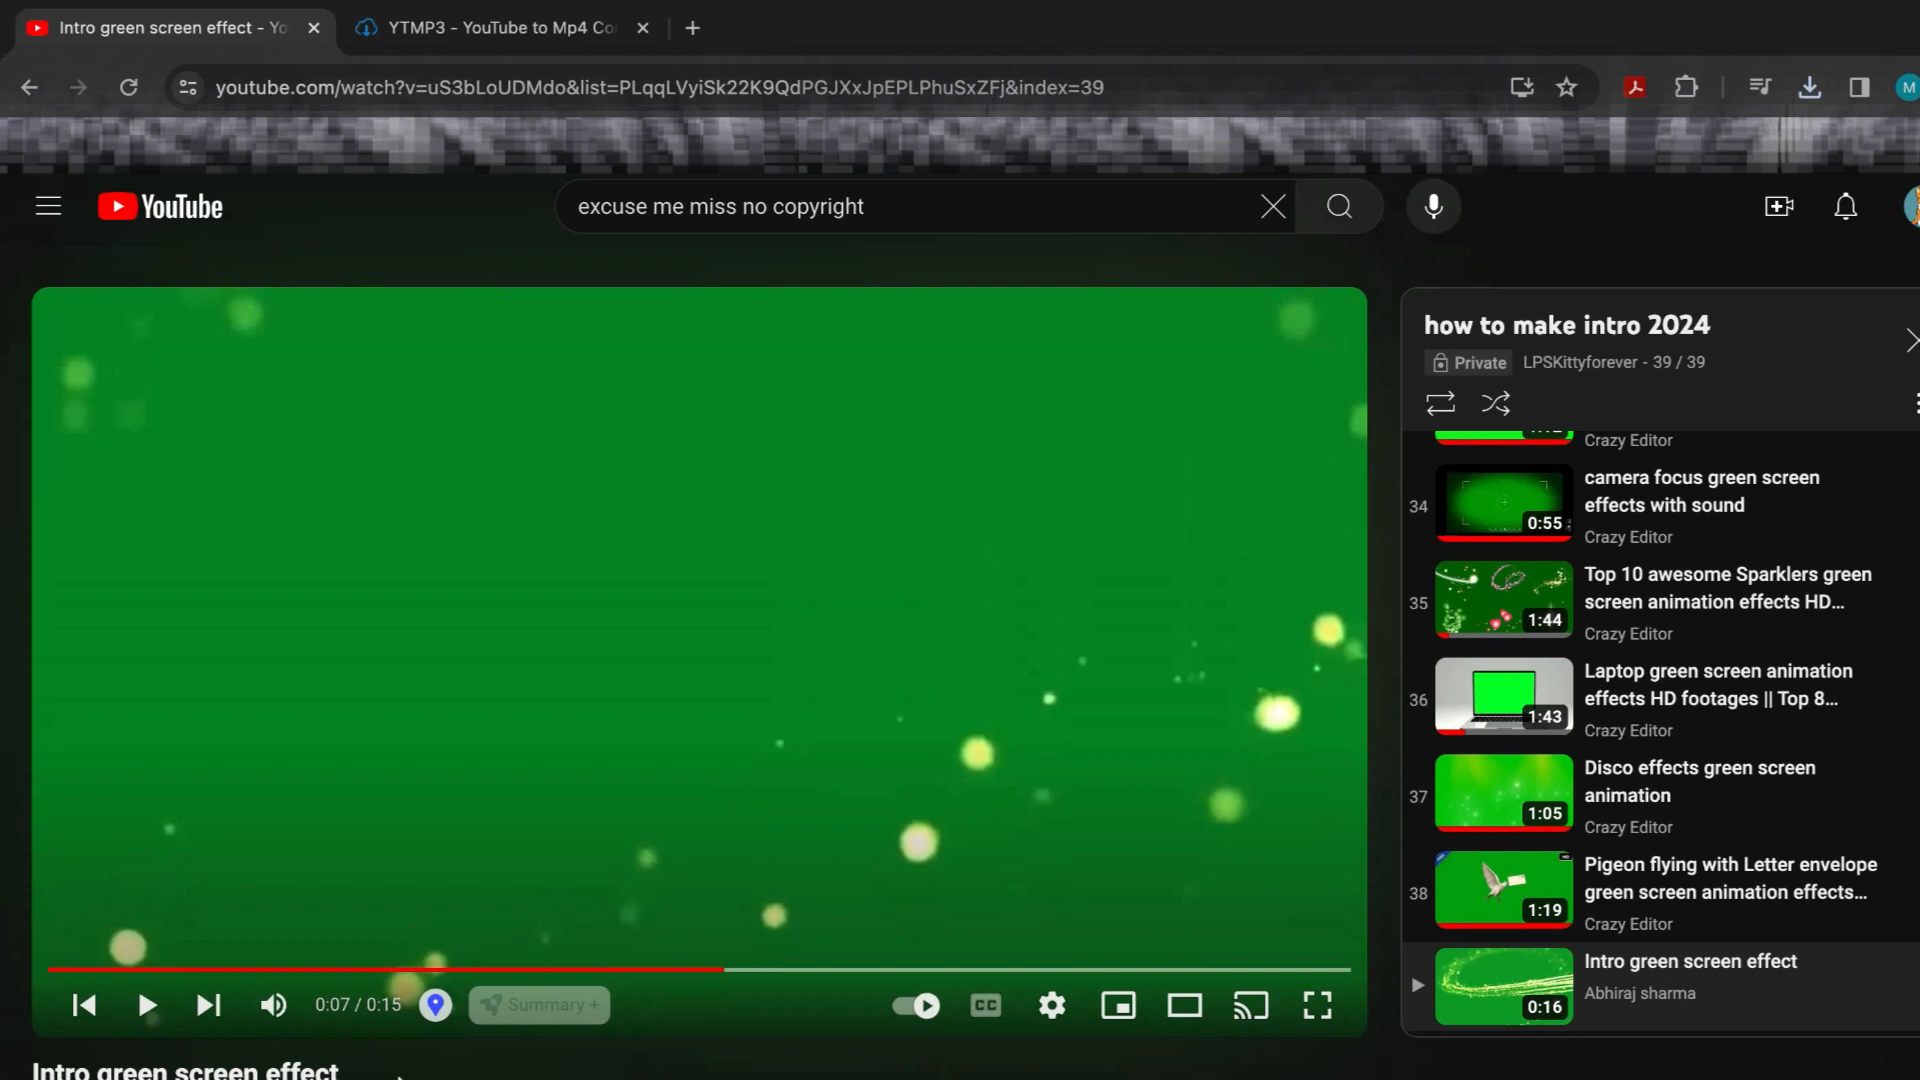 Intro green screen effect - Yo
YTMP3 - YouTube to Mp4 Co
youtube.com/watch?v=uS3bLoUDMdo&list=PLqqLVyiSk22K9QdPGJXxJpEPLPhuSxZFj&index=39
M
YouTube
excuse me miss no copyright
how to make intro 2024
Private LPSKittyforever - 39 / 39
Crazy Editor
34
0:55
camera focus green screen
effects with sound
Crazy Editor
35
1:44
Top 10 awesome Sparklers green
screen animation effects HD...
Crazy Editor
36
1:43
Laptop green screen animation
effects HD footages || Top 8...
Crazy Editor
37
1:05
Disco effects green screen
animation
Crazy Editor
38
1:19
Pigeon flying with Letter envelope
green screen animation effects...
Crazy Editor
0:16
Intro green screen effect
Abhiraj sharma
0:07 / 0:15
Summary +
CC
Intro green screen effect